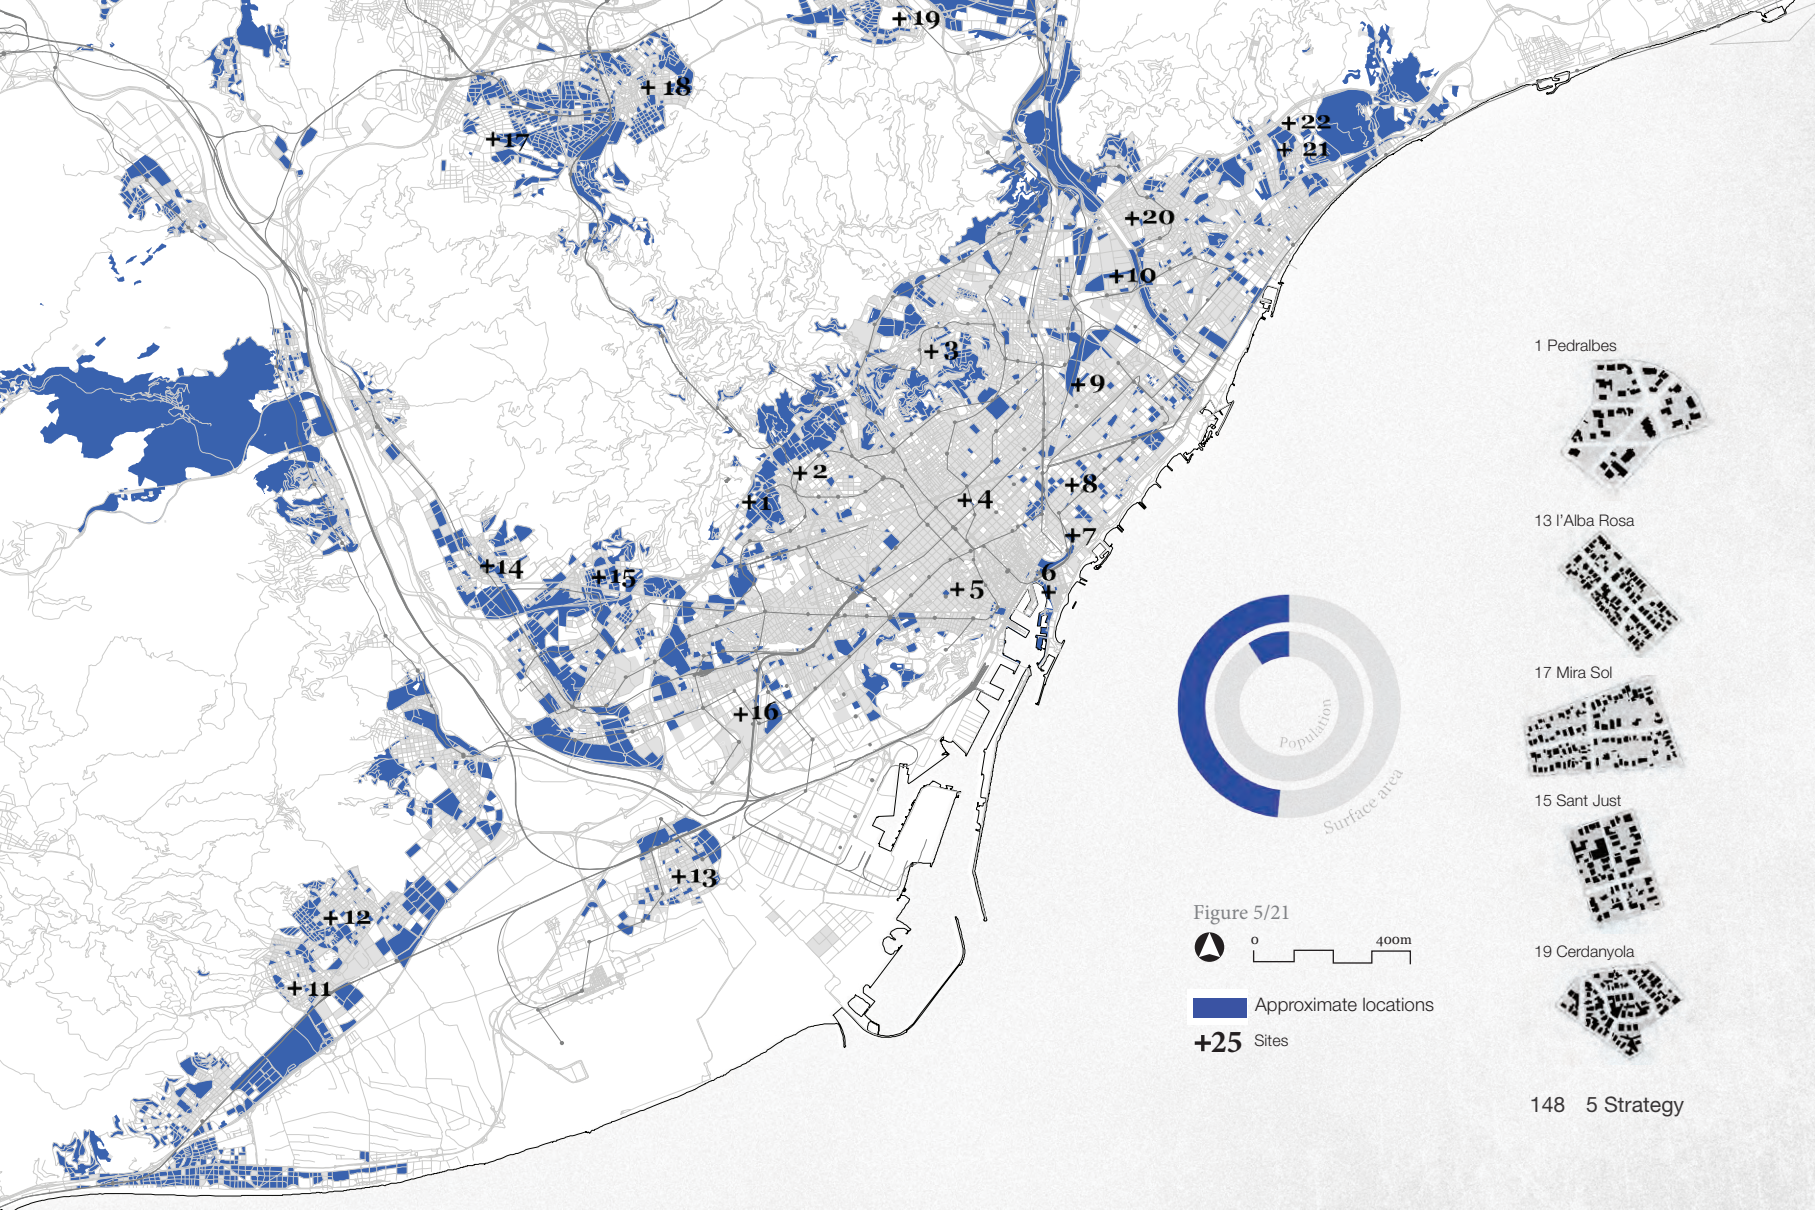 +19
+18
+17
+22
+21
+20
+10
+3
+9
+2
+1
+4
+8
+7
+14
+15
+5
6
+
+16
+13
+12
+11
Population
Surface area
Figure 5/21
0 400m
Approximate locations
+25 Sites
1 Pedralbes
13 l'Alba Rosa
17 Mira Sol
15 Sant Just
19 Cerdanyola
148 5 Strategy